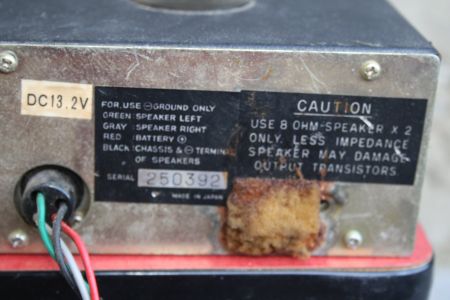 DC13.2V
FOR USE ⊖GROUND ONLY
GREEN:SPEAKER LEFT
GRAY :SPEAKER RIGHT
RED :BATTERY ⊕
BLACK:CHASSIS & ⊖ TERMIN
OF SPEAKERS
SERIAL 250392
MADE IN JAPAN
CAUTION
USE 8 OHM-SPEAKER X 2
ONLY. LESS IMPEDANCE
SPEAKER MAY DAMAGE
OUTPUT TRANSISTORS